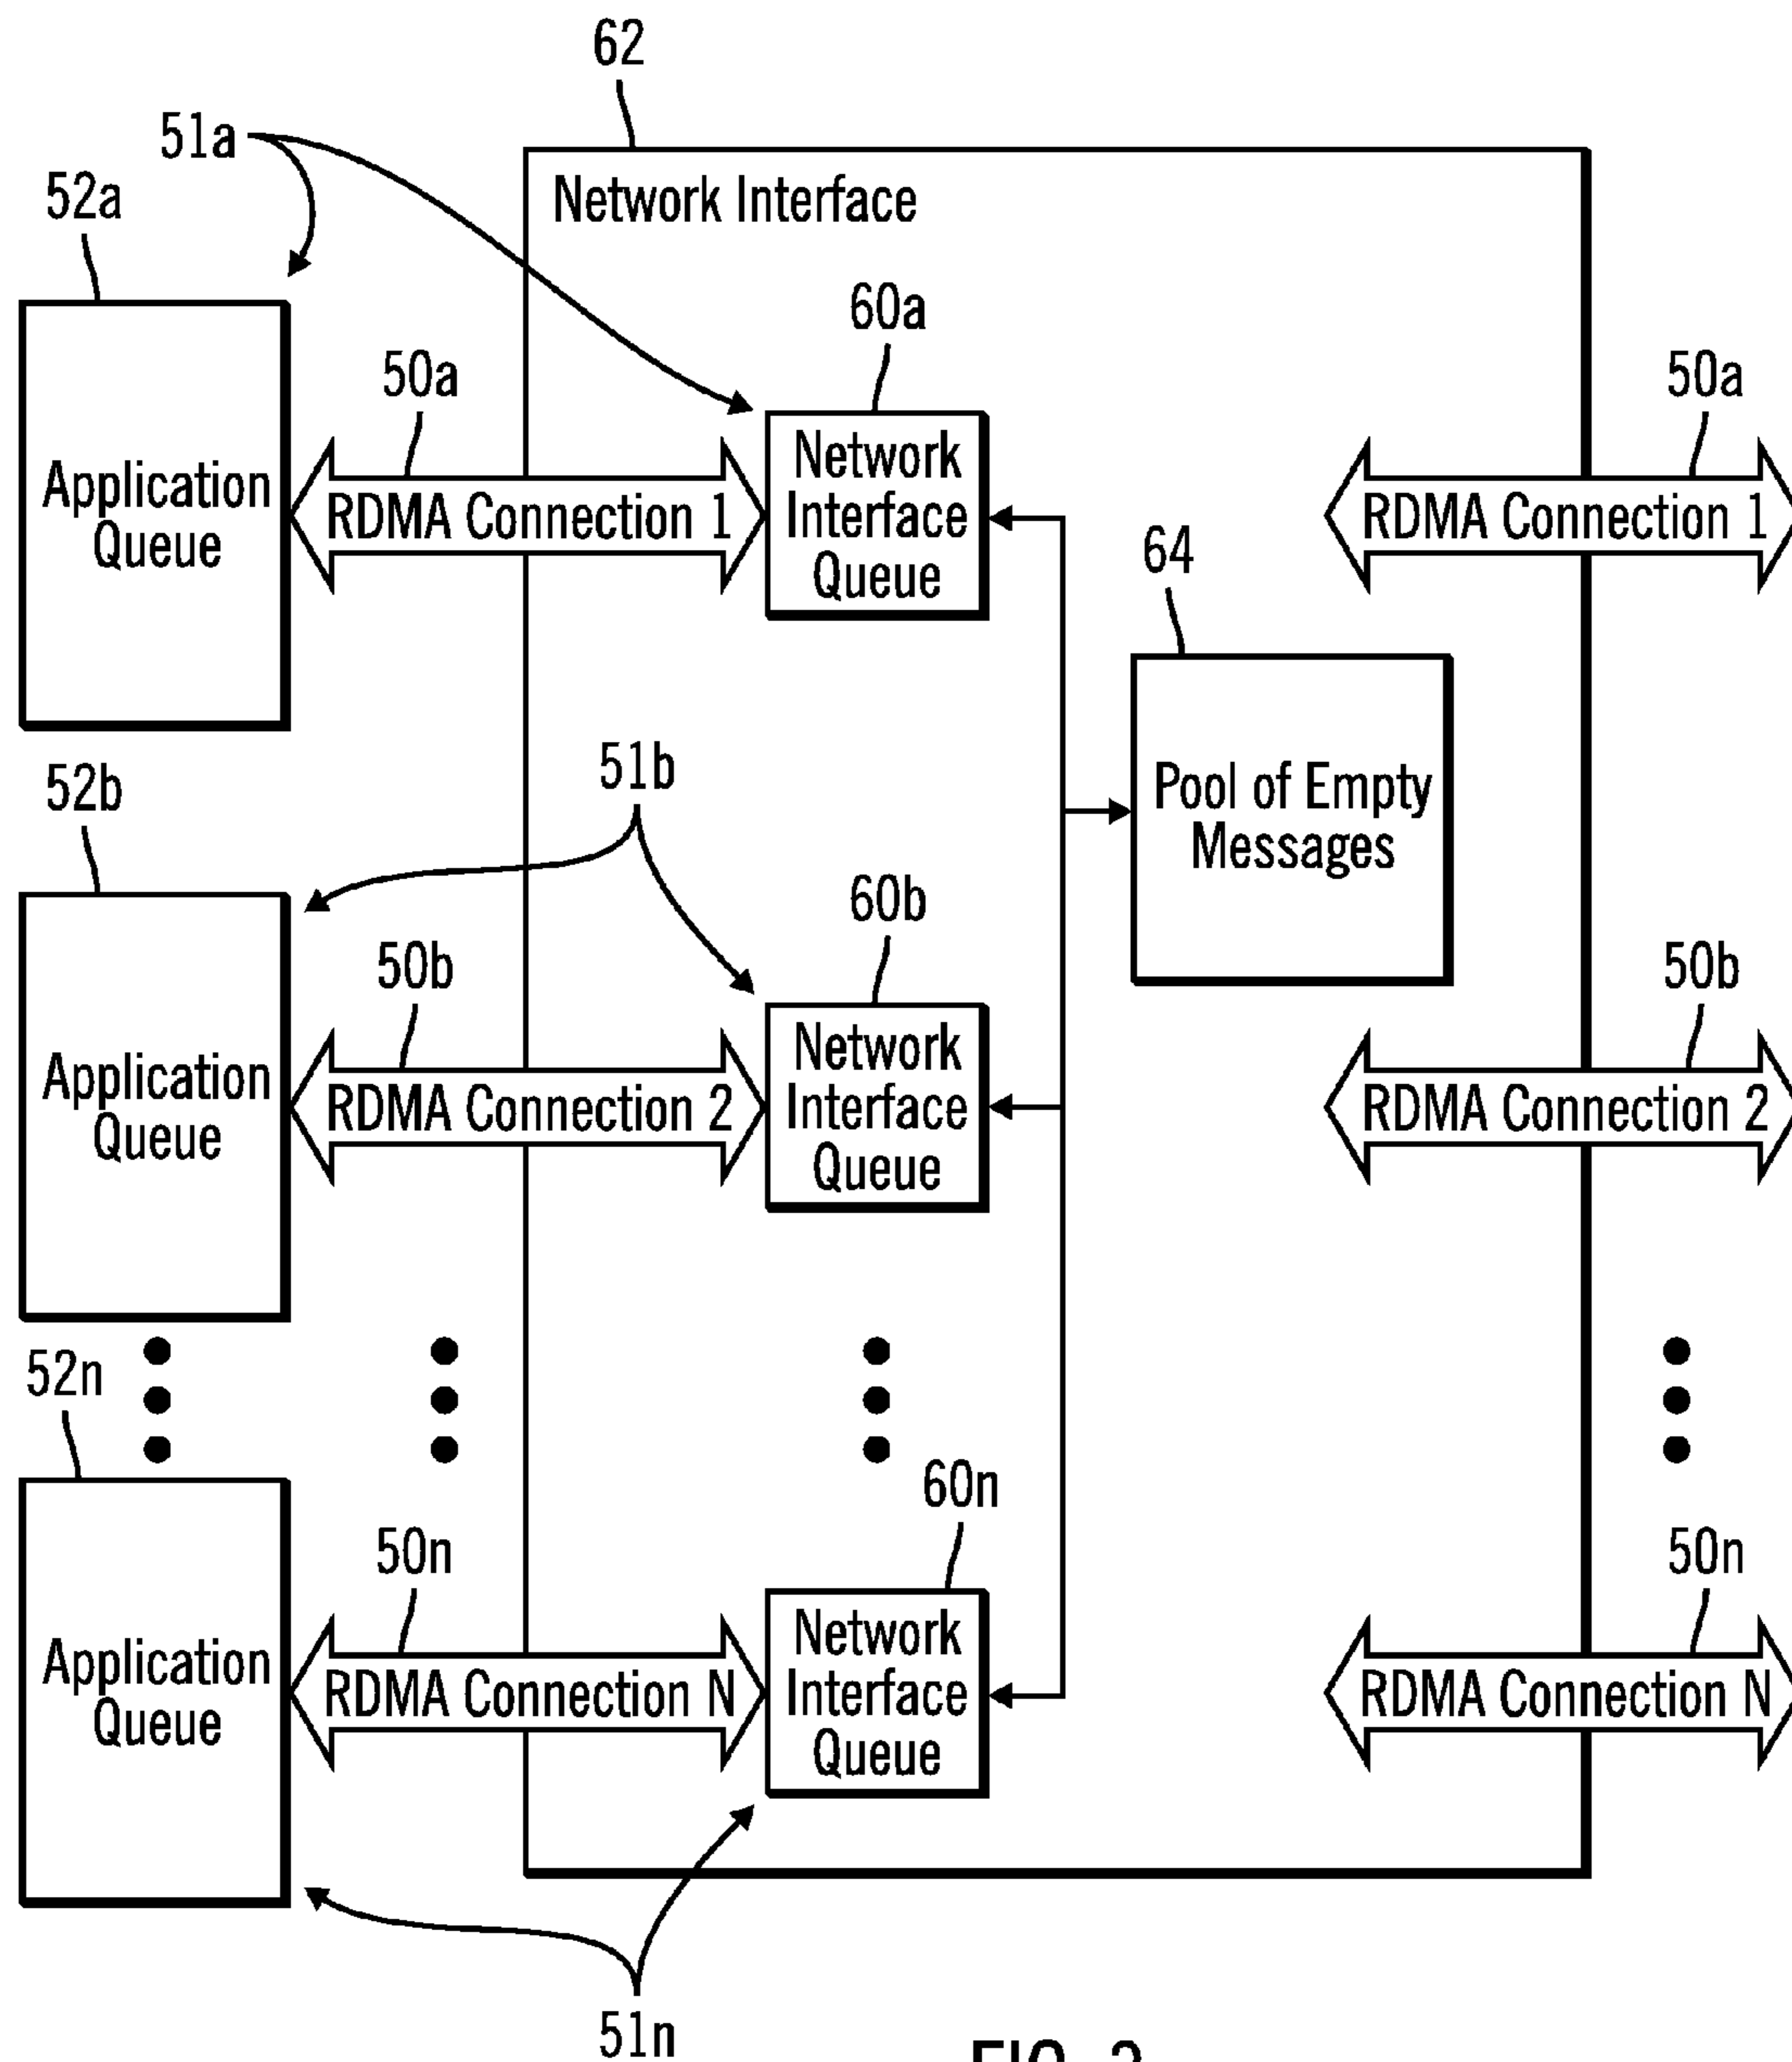 62
51a
52a
Network Interface
60a
50a
50a
Application
Queue
RDMA Connection 1
Network
Interface
Queue
RDMA Connection 1
64
Pool of Empty
Messages
51b
52b
60b
50b
50b
Application
Queue
RDMA Connection 2
Network
Interface
Queue
RDMA Connection 2
52n
60n
50n
50n
Application
Queue
RDMA Connection N
Network
Interface
Queue
RDMA Connection N
51n